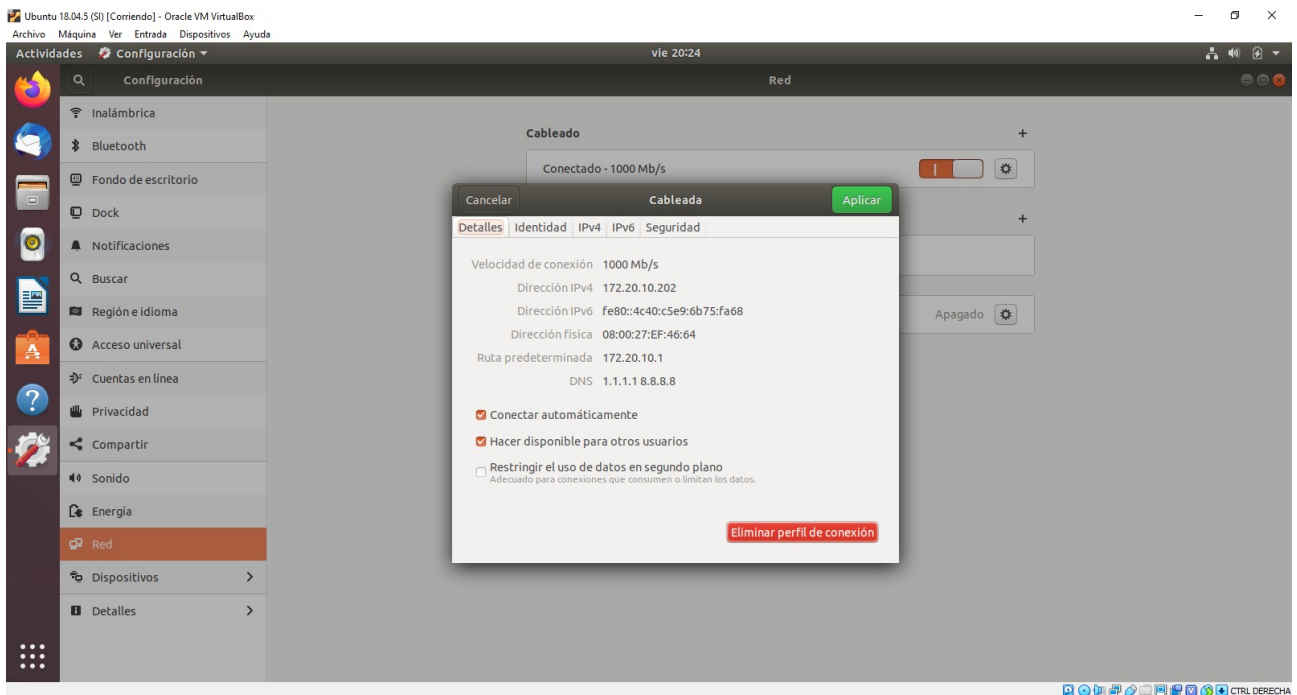 Ubuntu 18.04.5 (SI) [Corriendo] - Oracle VM VirtualBox
Archivo Máquina Ver Entrada Dispositivos Ayuda
Actividades Configuración vie 20:24
Configuración Red
Inalámbrica
Bluetooth
Fondo de escritorio
Dock
Notificaciones
Buscar
Región e idioma
Acceso universal
Cuentas en línea
Privacidad
Compartir
Sonido
Energía
Red
Dispositivos
Detalles
Cableado +
Conectado - 1000 Mb/s
+
Apagado
Cancelar Cableada Aplicar
Detalles Identidad IPv4 IPv6 Seguridad
Velocidad de conexión 1000 Mb/s
Dirección IPv4 172.20.10.202
Dirección IPv6 fe80::4c40:c5e9:6b75:fa68
Dirección física 08:00:27:EF:46:64
Ruta predeterminada 172.20.10.1
DNS 1.1.1.1 8.8.8.8
Conectar automáticamente
Hacer disponible para otros usuarios
Restringir el uso de datos en segundo plano
Adecuado para conexiones que consumen o limitan los datos.
Eliminar perfil de conexión
CTRL DERECHA